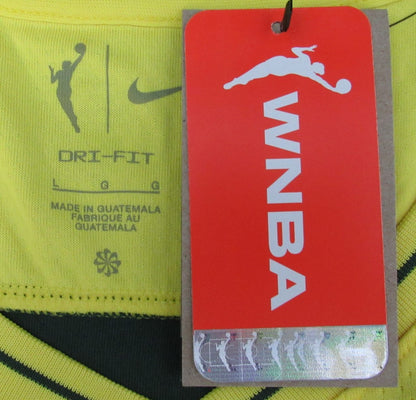 DRI-FIT
L G G
MADE IN GUATEMALA
FABRIQUÉ AU
GUATEMALA
WNBA